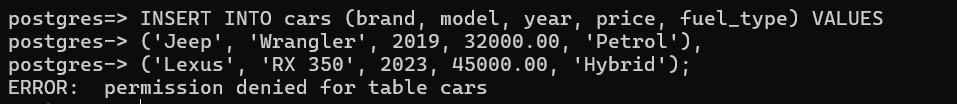 postgres=> INSERT INTO cars (brand, model, year, price, fuel_type) VALUES
postgres-> ('Jeep', 'Wrangler', 2019, 32000.00, 'Petrol'),
postgres-> ('Lexus', 'RX 350', 2023, 45000.00, 'Hybrid');
ERROR:  permission denied for table cars